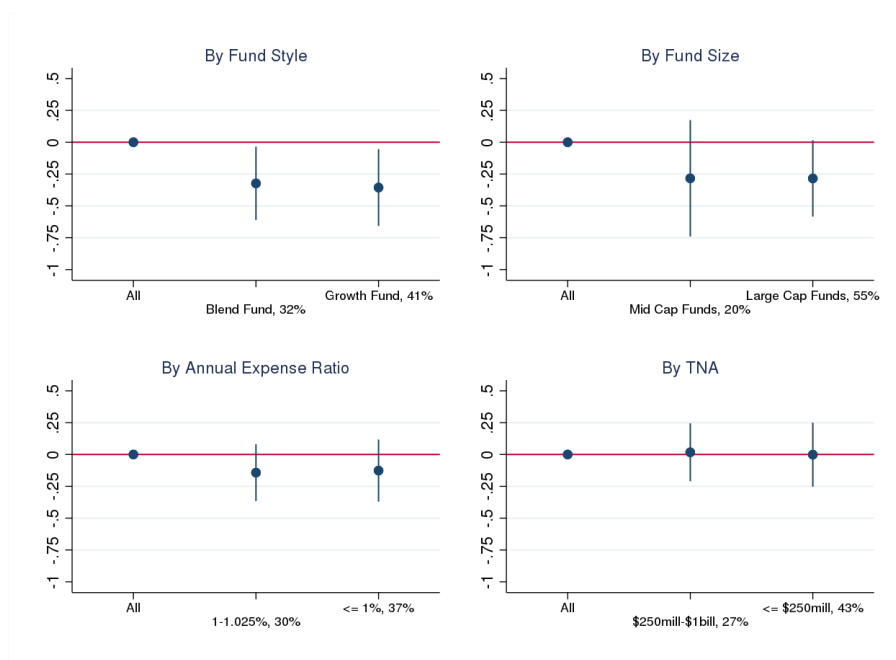 By Fund Style
.5
.25
0
-.25
-.5
-.75
-1
All
Blend Fund, 32%
Growth Fund, 41%
By Fund Size
.5
.25
0
-.25
-.5
-.75
-1
All
Mid Cap Funds, 20%
Large Cap Funds, 55%
By Annual Expense Ratio
.5
.25
0
-.25
-.5
-.75
-1
All
1-1.025%, 30%
<= 1%, 37%
By TNA
.5
.25
0
-.25
-.5
-.75
-1
All
$250mill-$1bill, 27%
<= $250mill, 43%